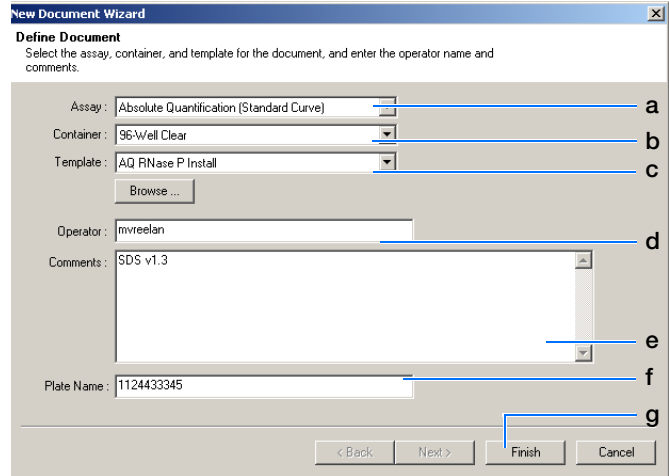 New Document Wizard
Define Document
Select the assay, container, and template for the document, and enter the operator name and
comments.
Assay : Absolute Quantification (Standard Curve) a
Container : 96-Well Clear b
Template : AQ RNase P Install c
Browse ...
Operator : mvreelan d
Comments : SDS v1.3
e
Plate Name : 1124433345 f
g
< Back Next > Finish Cancel